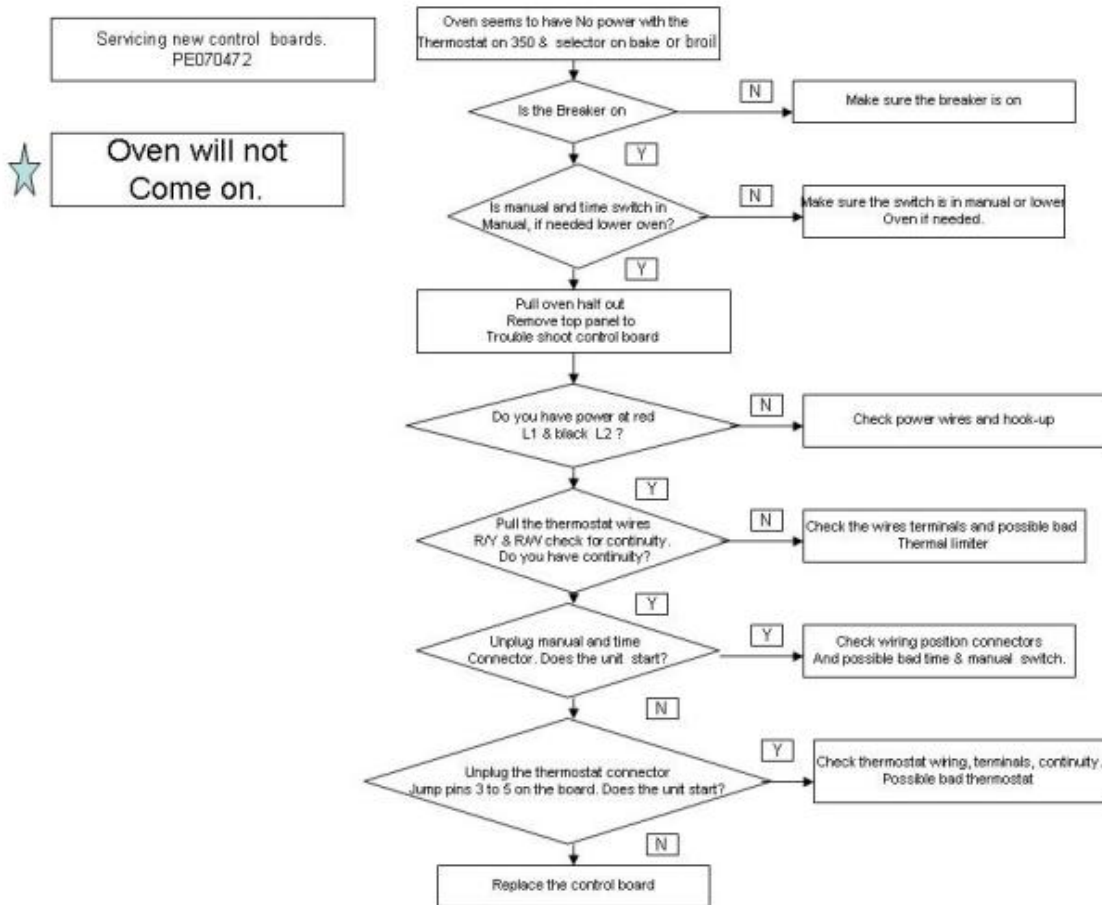 Servicing new control boards.
PE070472
Oven will not
Come on.
Oven seems to have No power with the
Thermostat on 350 & selector on bake or broil
Is the Breaker on
N
Make sure the breaker is on
Y
Is manual and time switch in
Manual, if needed lower oven?
N
Make sure the switch is in manual or lower
Oven if needed.
Y
Pull oven half out
Remove top panel to
Trouble shoot control board
Do you have power at red
L1 & black L2 ?
N
Check power wires and hook-up
Y
Pull the thermostat wires
R/Y & R/W check for continuity.
Do you have continuity?
N
Check the wires terminals and possible bad
Thermal limiter
Y
Unplug manual and time
Connector. Does the unit start?
Y
Check wiring position connectors
And possible bad time & manual switch.
N
Unplug the thermostat connector
Jump pins 3 to 5 on the board. Does the unit start?
Y
Check thermostat wiring, terminals, continuity.
Possible bad thermostat
N
Replace the control board